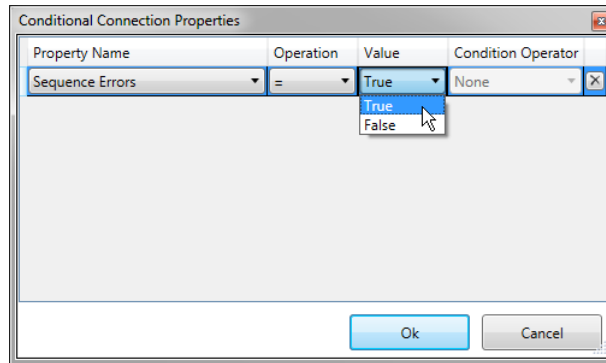 Conditional Connection Properties
Property Name Operation Value Condition Operator
Sequence Errors = True None
True
False
Ok Cancel